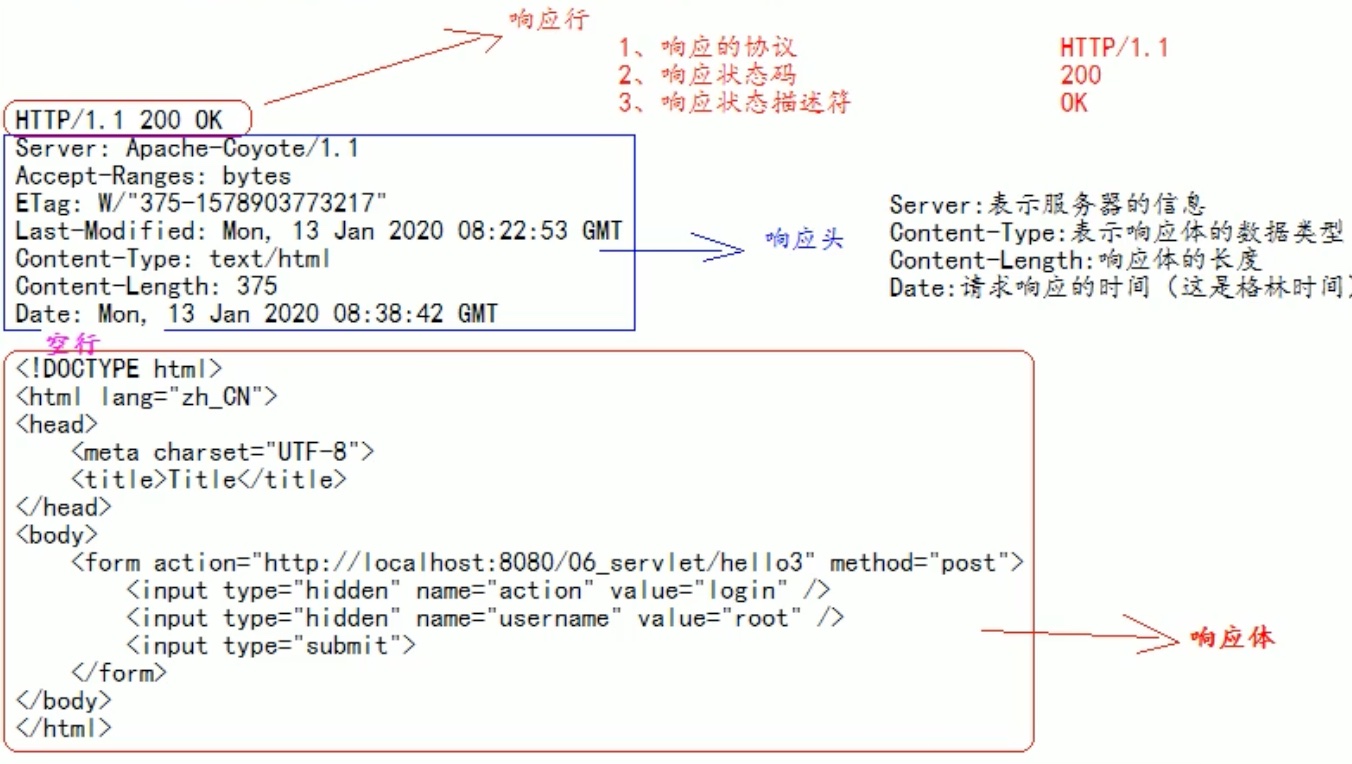 响应行
1、响应的协议 HTTP/1.1
2、响应状态码 200
3、响应状态描述符 OK
HTTP/1.1 200 OK
Server: Apache-Coyote/1.1
Accept-Ranges: bytes
ETag: W/"375-1578903773217"
Last-Modified: Mon, 13 Jan 2020 08:22:53 GMT
Content-Type: text/html
Content-Length: 375
Date: Mon, 13 Jan 2020 08:38:42 GMT
响应头
Server:表示服务器的信息
Content-Type:表示响应体的数据类型
Content-Length:响应体的长度
Date:请求响应的时间（这是格林时间）
空行
<!DOCTYPE html>
<html lang="zh_CN">
<head>
    <meta charset="UTF-8">
    <title>Title</title>
</head>
<body>
    <form action="http://localhost:8080/06_servlet/hello3" method="post">
        <input type="hidden" name="action" value="login" />
        <input type="hidden" name="username" value="root" />
        <input type="submit">
    </form>
</body>
</html>
响应体